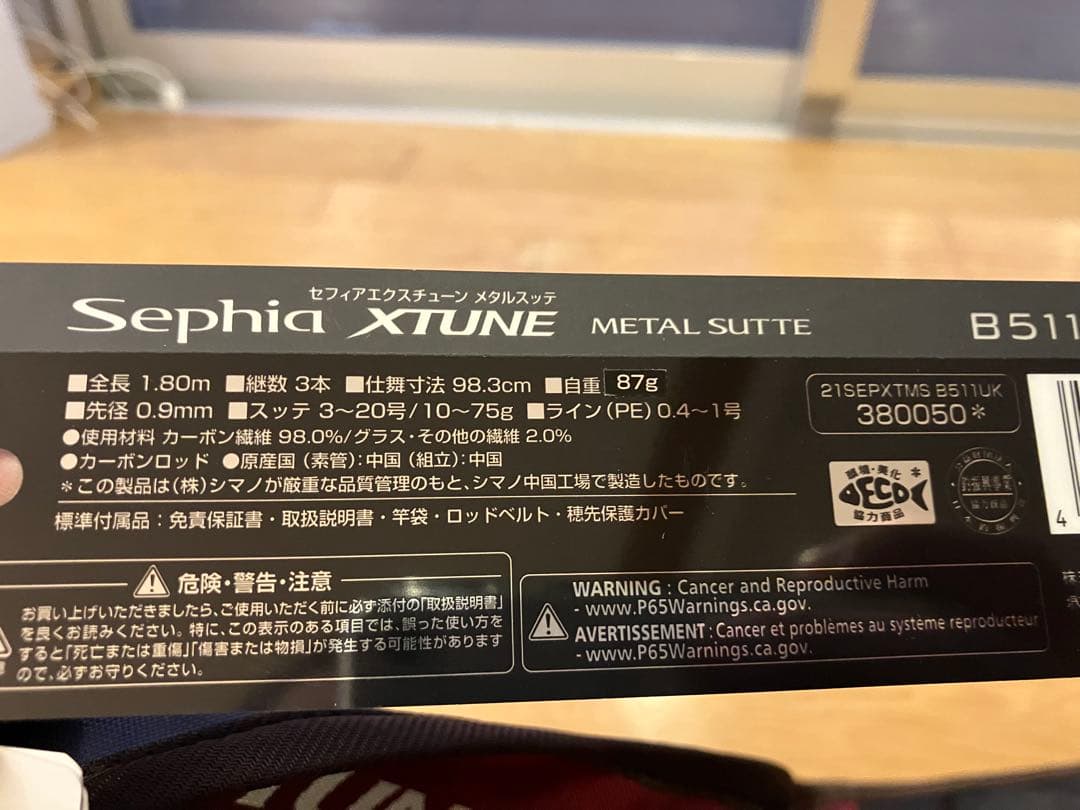 セフィアエクスチューン メタルスッテ
Sephia XTUNE METAL SUTTE B511
■全長 1.80m ■継数 3本 ■仕舞寸法 98.3cm ■自重 87g
■先径 0.9mm ■スッテ 3～20号/10～75g ■ライン(PE) 0.4～1号
●使用材料 カーボン繊維 98.0%/グラス・その他の繊維 2.0%
●カーボンロッド ●原産国 (素管):中国 (組立):中国
*この製品は(株)シマノが厳重な品質管理のもと、シマノ中国工場で製造したものです。
標準付属品：免責保証書・取扱説明書・竿袋・ロッドベルト・穂先保護カバー
21SEPXTMS B511UK
380050*
環境・美化
DECO
協力商品
4
危険・警告・注意
お買い上げいただきましたら、ご使用いただく前に必ず添付の「取扱説明書」
を良くお読みください。特に、この表示のある項目では、誤った使い方を
すると「死亡または重傷」「傷害または物損」が発生する可能性があります
ので、必ずお守りください。
WARNING : Cancer and Reproductive Harm
- www.P65Warnings.ca.gov.
AVERTISSEMENT : Cancer et problèmes au système reproducteur
- www.P65Warnings.ca.gov.